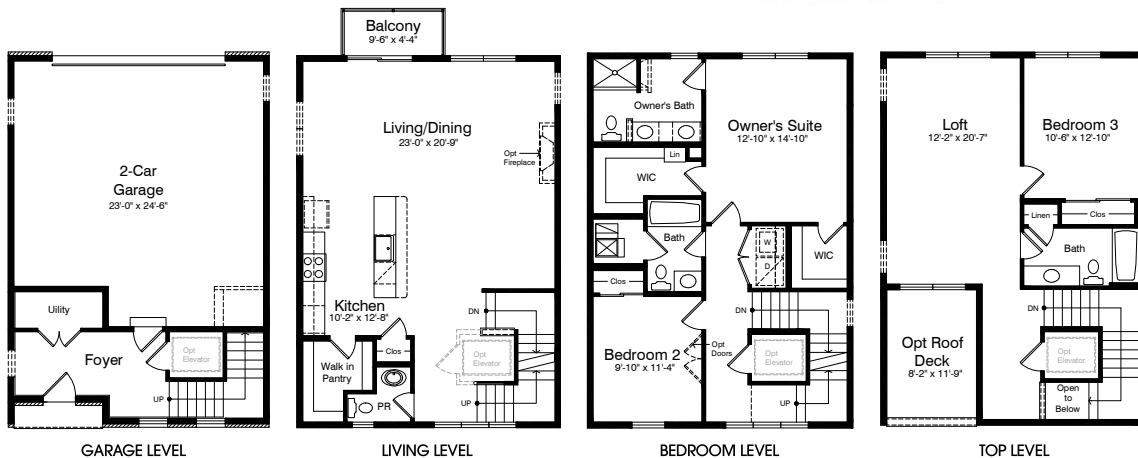 2-Car
Garage
23'-0" x 24'-6"
Uility
Foyer
Opt
Elevator
UP
GARAGE LEVEL
Balcony
9'-6" x 4'-4"
Living/Dining
23'-0" x 20'-9"
Opt
Fireplace
Kitchen
10'-2" x 12'-8"
DN
Walk in
Pantry
Clos
Opt
Elevator
PR
UP
LIVING LEVEL
Owner's Bath
Owner's Suite
12'-10" x 14'-10"
Lin
WIC
Bath
W
D
WIC
Clos
DN
Bedroom 2
9'-10" x 11'-4"
Opt
Doors
Opt
Elevator
UP
BEDROOM LEVEL
Loft
12'-2" x 20'-7"
Bedroom 3
10'-6" x 12'-10"
Linen
Clos
Bath
DN
Opt Roof
Deck
8'-2" x 11'-9"
Opt
Elevator
Open
to
Below
TOP LEVEL